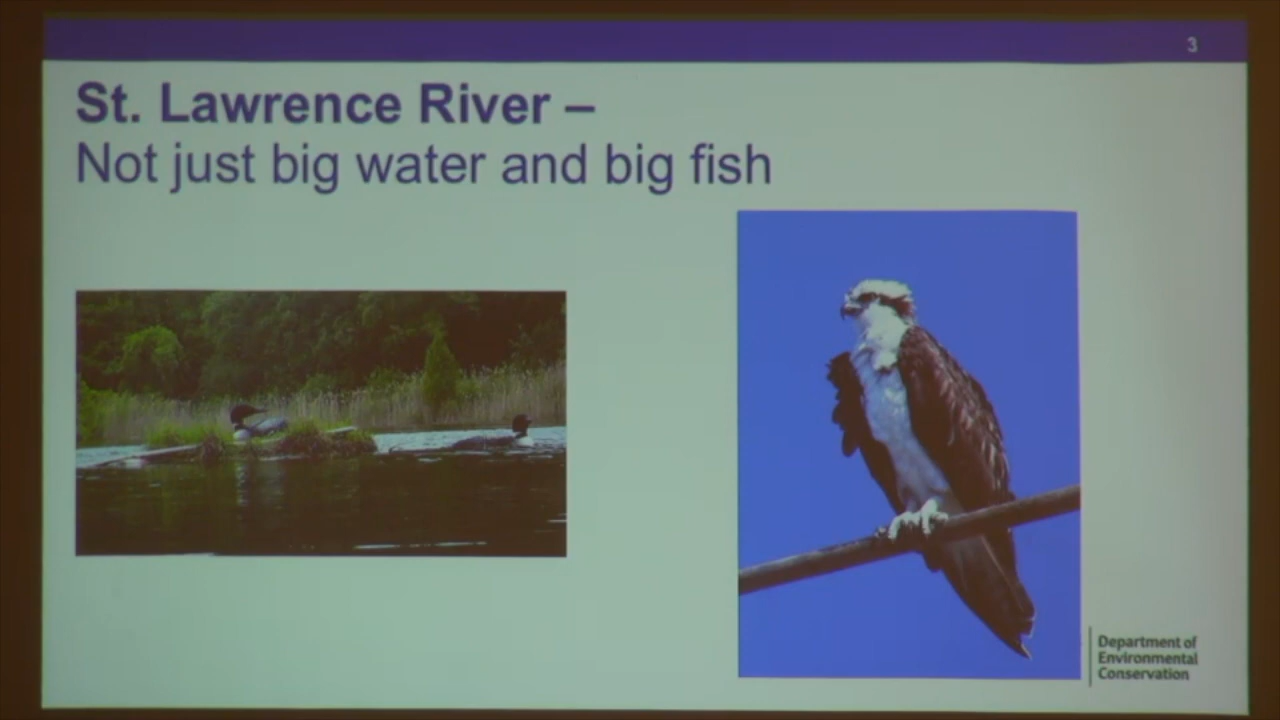 3
St. Lawrence River –
Not just big water and big fish
Department of
Environmental
Conservation